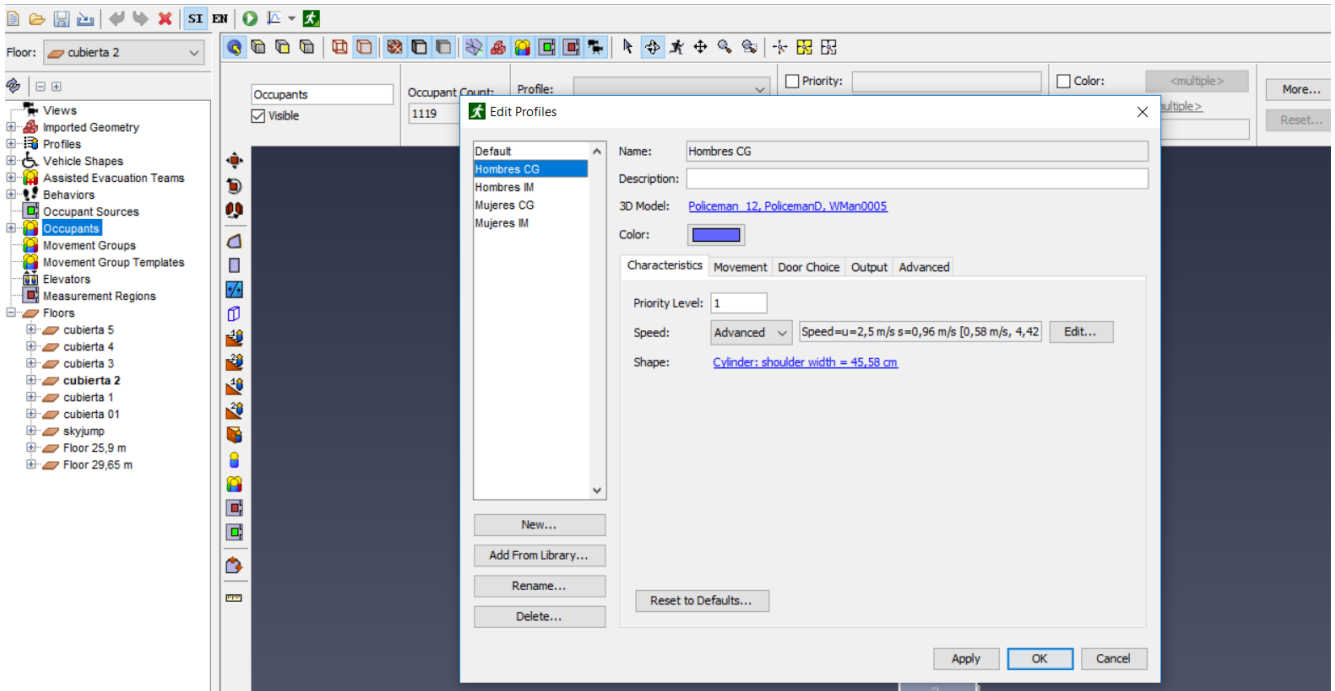 SI EN
Floor: cubierta 2
Views
Imported Geometry
Profiles
Vehicle Shapes
Assisted Evacuation Teams
Behaviors
Occupant Sources
Occupants
Movement Groups
Movement Group Templates
Elevators
Measurement Regions
Floors
cubierta 5
cubierta 4
cubierta 3
cubierta 2
cubierta 1
cubierta 01
skyjump
Floor 25,9 m
Floor 29,65 m
Occupants
Visible
Occupant Count:
1119
Profile:
Priority:
Color:
<multiple>
More...
Reset...
Edit Profiles
Default
Hombres CG
Hombres IM
Mujeres CG
Mujeres IM
New...
Add From Library...
Rename...
Delete...
Name: Hombres CG
Description:
3D Model: Policeman_12, PolicemanD, WMan0005
Color:
Characteristics Movement Door Choice Output Advanced
Priority Level: 1
Speed: Advanced Speed=u=2,5 m/s s=0,96 m/s [0,58 m/s, 4,42 Edit...
Shape: Cylinder: shoulder width = 45,58 cm
Reset to Defaults...
Apply OK Cancel